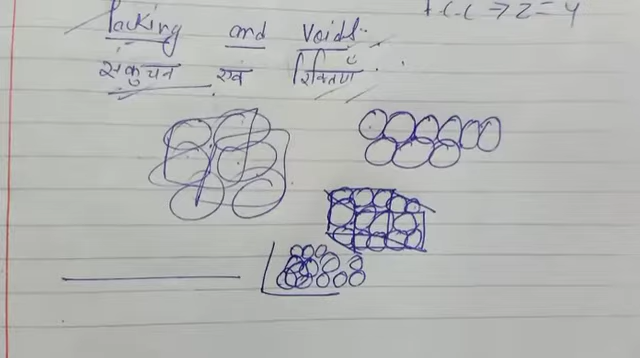 F.C.C → Z = 4
Packing and Voids
संकुचन एवं रिक्तियाँ